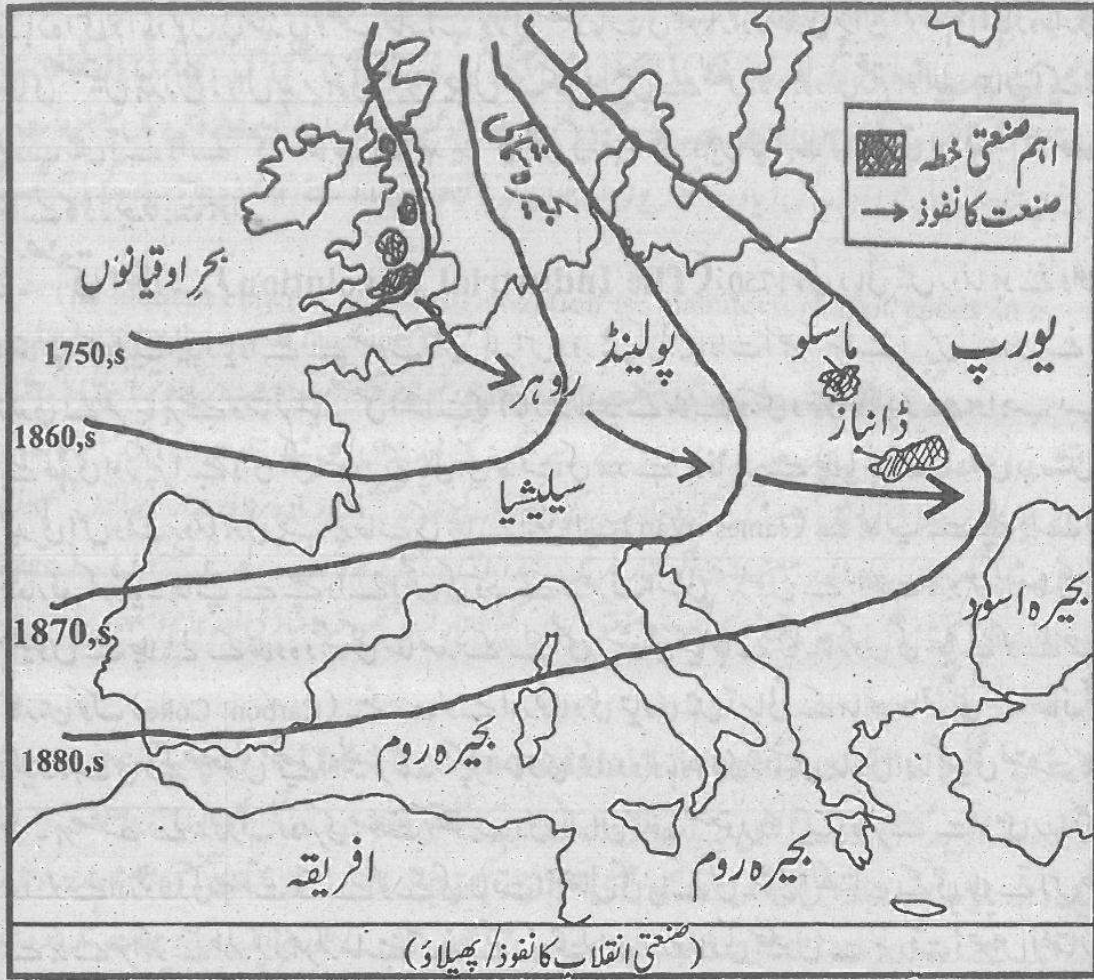 اہم صنعتی خطہ
صنعت کا نفوذ
بحر اوقیانوس
1750,s
پولینڈ
ماسکو
یورپ
روہر
1860,s
ڈانباز
سیلیشیا
1870,s
بحیرہ اسود
1880,s
بحیرہ روم
افریقہ
بحیرہ روم
(صنعتی انقلاب کا نفوذ/پھیلاؤ)